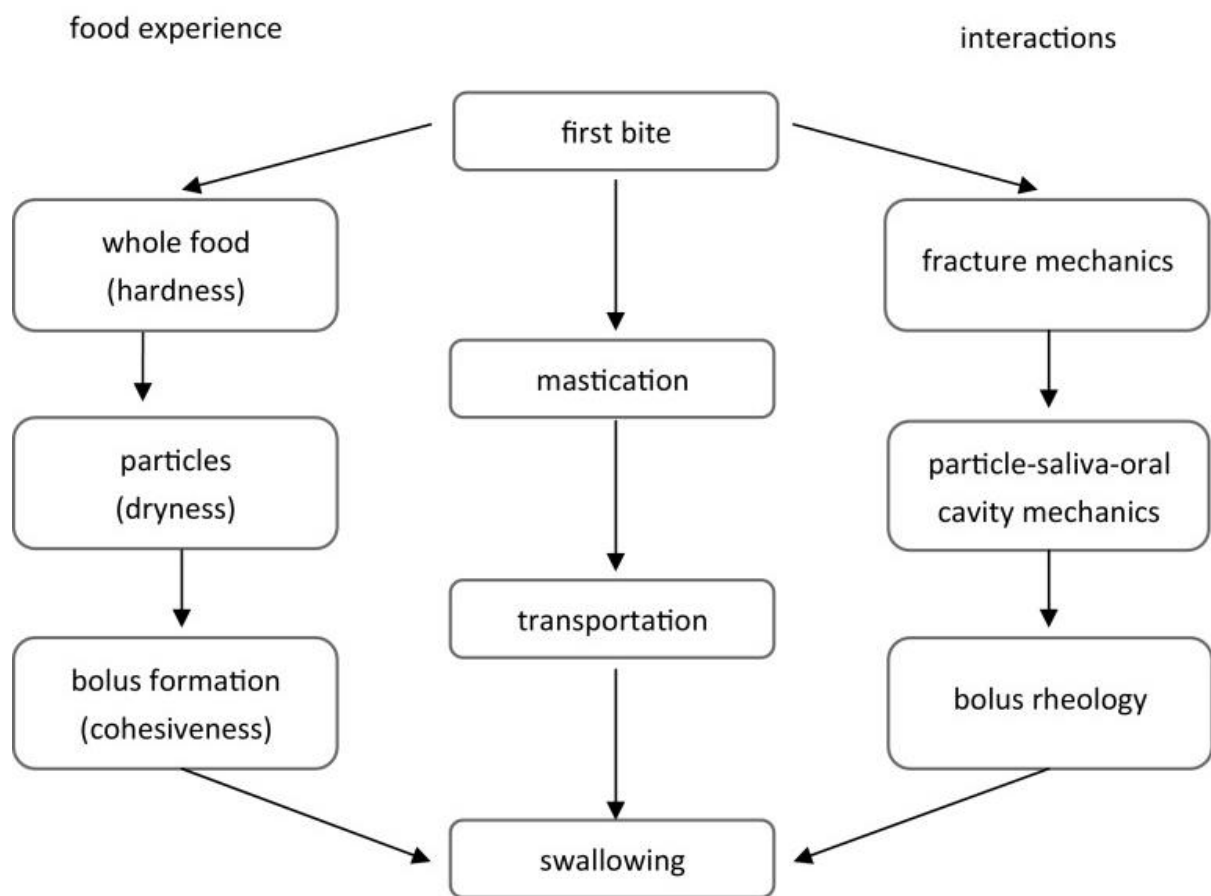 food experience
interactions
first bite
whole food
(hardness)
fracture mechanics
mastication
particles
(dryness)
particle-saliva-oral
cavity mechanics
transportation
bolus formation
(cohesiveness)
bolus rheology
swallowing